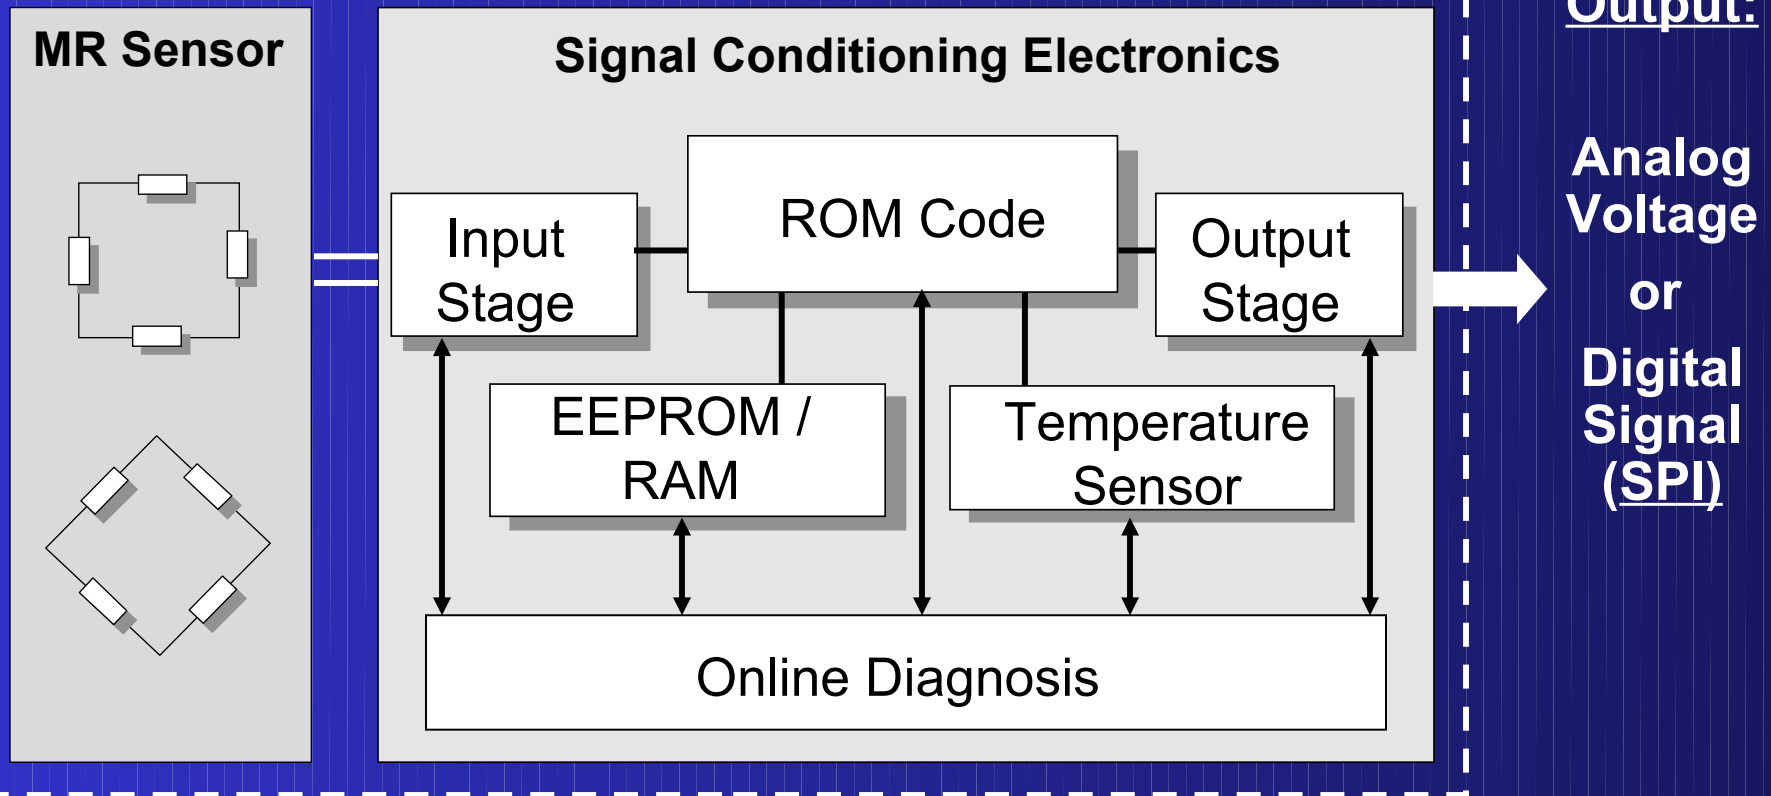 MR Sensor
Signal Conditioning Electronics
Input
Stage
ROM Code
Output
Stage
EEPROM /
RAM
Temperature
Sensor
Online Diagnosis
Output:
Analog
Voltage
or
Digital
Signal
(SPI)